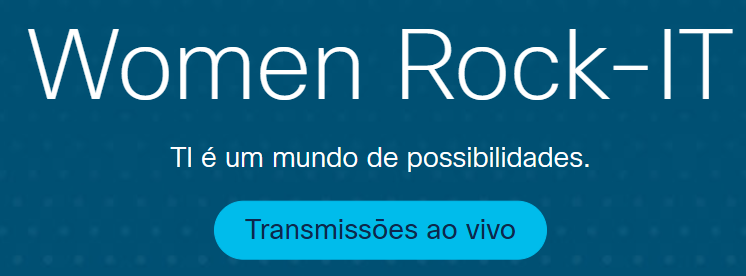 Women Rock-IT
TI é um mundo de possibilidades.
Transmissões ao vivo